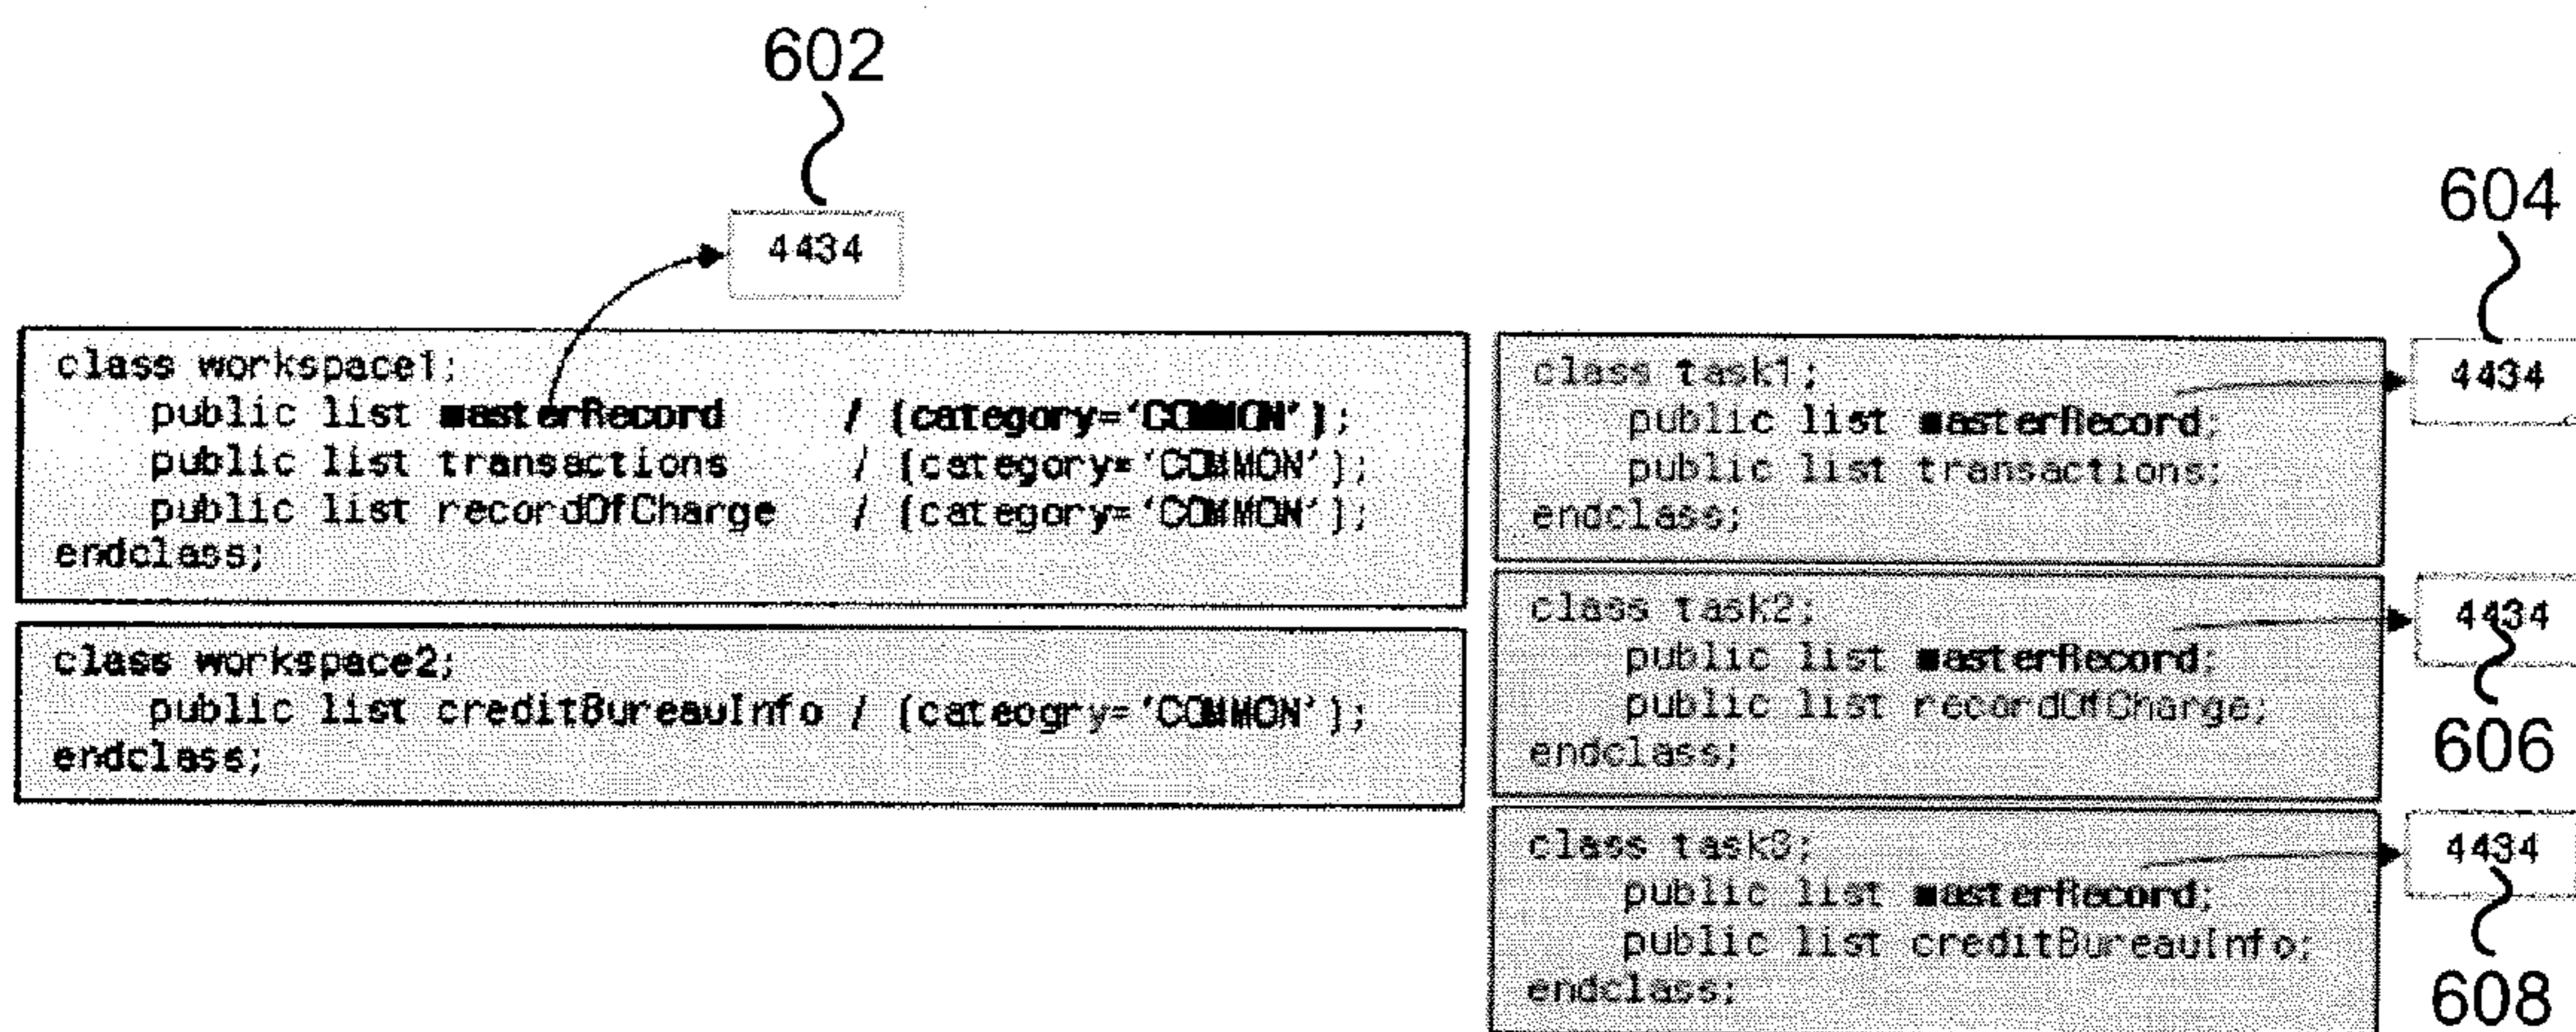 602
4434
class workspace1;
public list masterRecord / {category='COMMON'};
public list transactions / {category='COMMON'};
public list recordOfCharge / {category='COMMON'};
endclass;
class workspace2;
public list creditBureauInfo / {cateogry='COMMON'};
endclass;
604
4434
class task1;
public list masterRecord;
public list transactions;
endclass;
class task2;
public list masterRecord;
public list recordOfCharge;
endclass;
4434
606
class task3;
public list masterRecord;
public list creditBureauInfo;
endclass;
4434
608